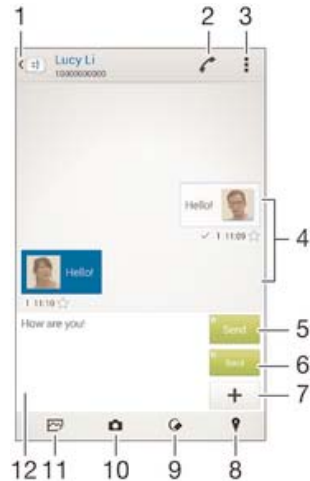 1 2 3
Lucy Li
10000000000
Hello!
✓ 1 11:09
4
Hello!
1 11:10
How are you!
Send
5
Send
6
+
7
12 11 10 9 8